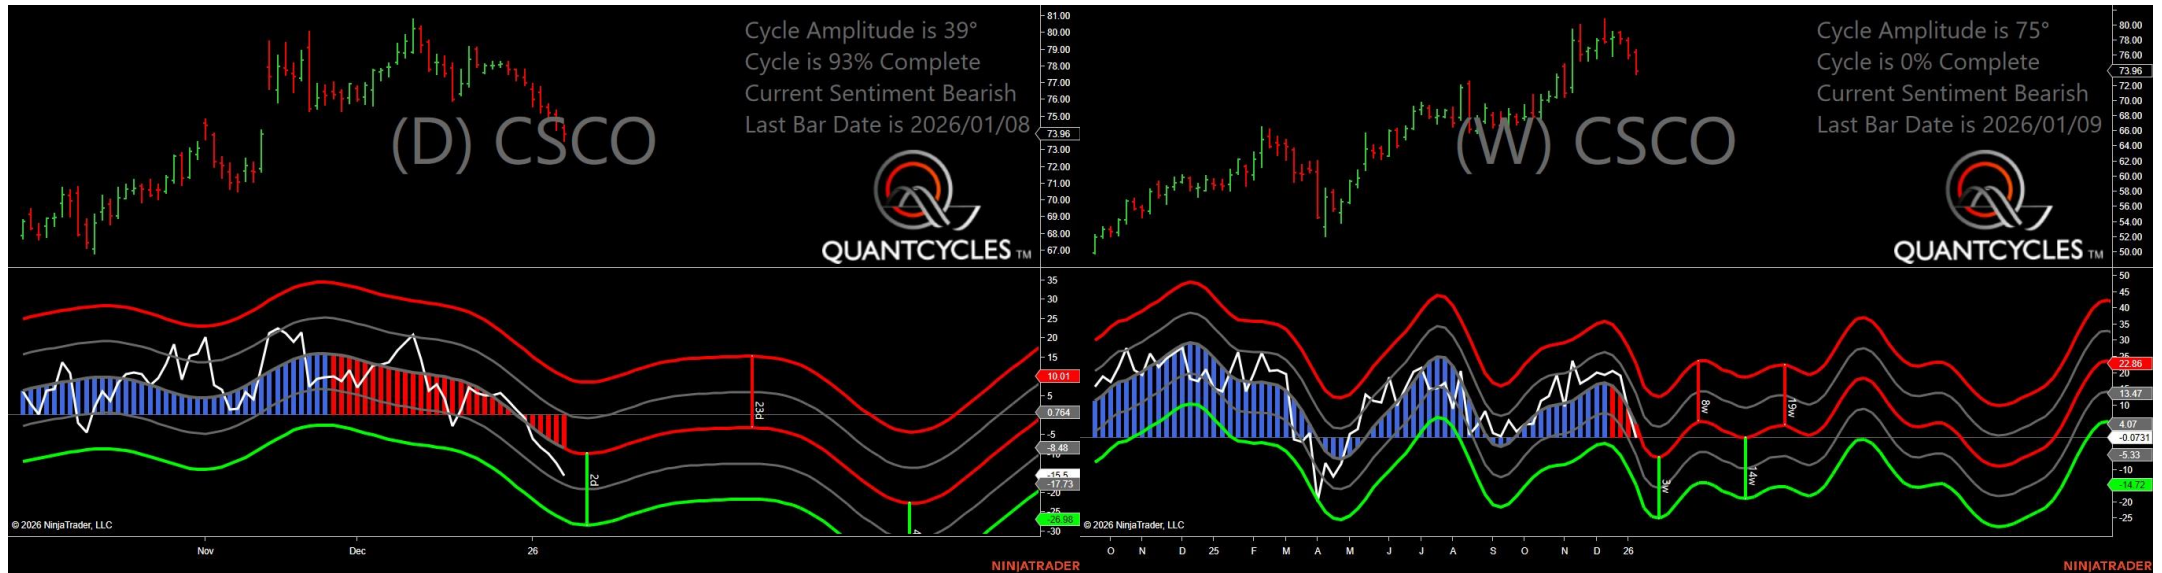 Cycle Amplitude is 39°
Cycle is 93% Complete
Current Sentiment Bearish
Last Bar Date is 2026/01/08
(D) CSCO
QUANTCYCLES TM
81.00
80.00
79.00
78.00
77.00
76.00
75.00
73.96
73.00
72.00
71.00
70.00
69.00
68.00
67.00
35
30
25
20
15
10.01
5
0.764
-5
-8.48
-15.5
-17.73
-20
-25
-26.98
-30
23d
2d
© 2026 NinjaTrader, LLC
Nov
Dec
26
NINJATRADER
Cycle Amplitude is 75°
Cycle is 0% Complete
Current Sentiment Bearish
Last Bar Date is 2026/01/09
(W) CSCO
QUANTCYCLES TM
80.00
78.00
76.00
73.96
72.00
70.00
68.00
66.00
64.00
62.00
60.00
58.00
56.00
54.00
52.00
50.00
50
45
40
35
30
25
22.86
20
13.47
10
4.07
-0.0731
-5.33
-10
-14.72
-20
-25
8w
19w
3w
14w
© 2026 NinjaTrader, LLC
O N D 25 F M A M J J A S O N D 26
NINJATRADER